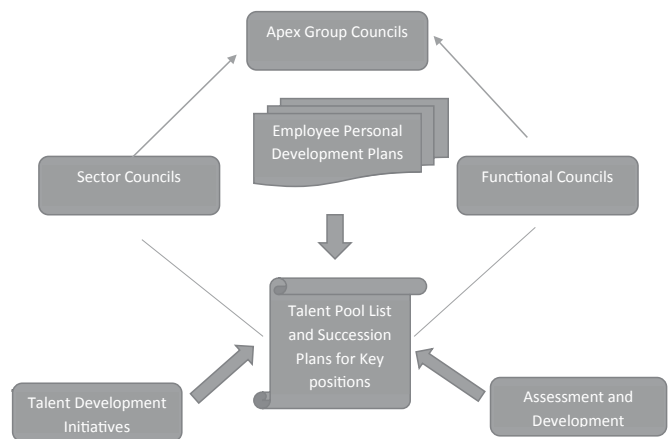 Apex Group Councils
Employee Personal
Development Plans
Sector Councils
Functional Councils
Talent Pool List
and Succession
Plans for Key
positions
Talent Development
Initiatives
Assessment and
Development